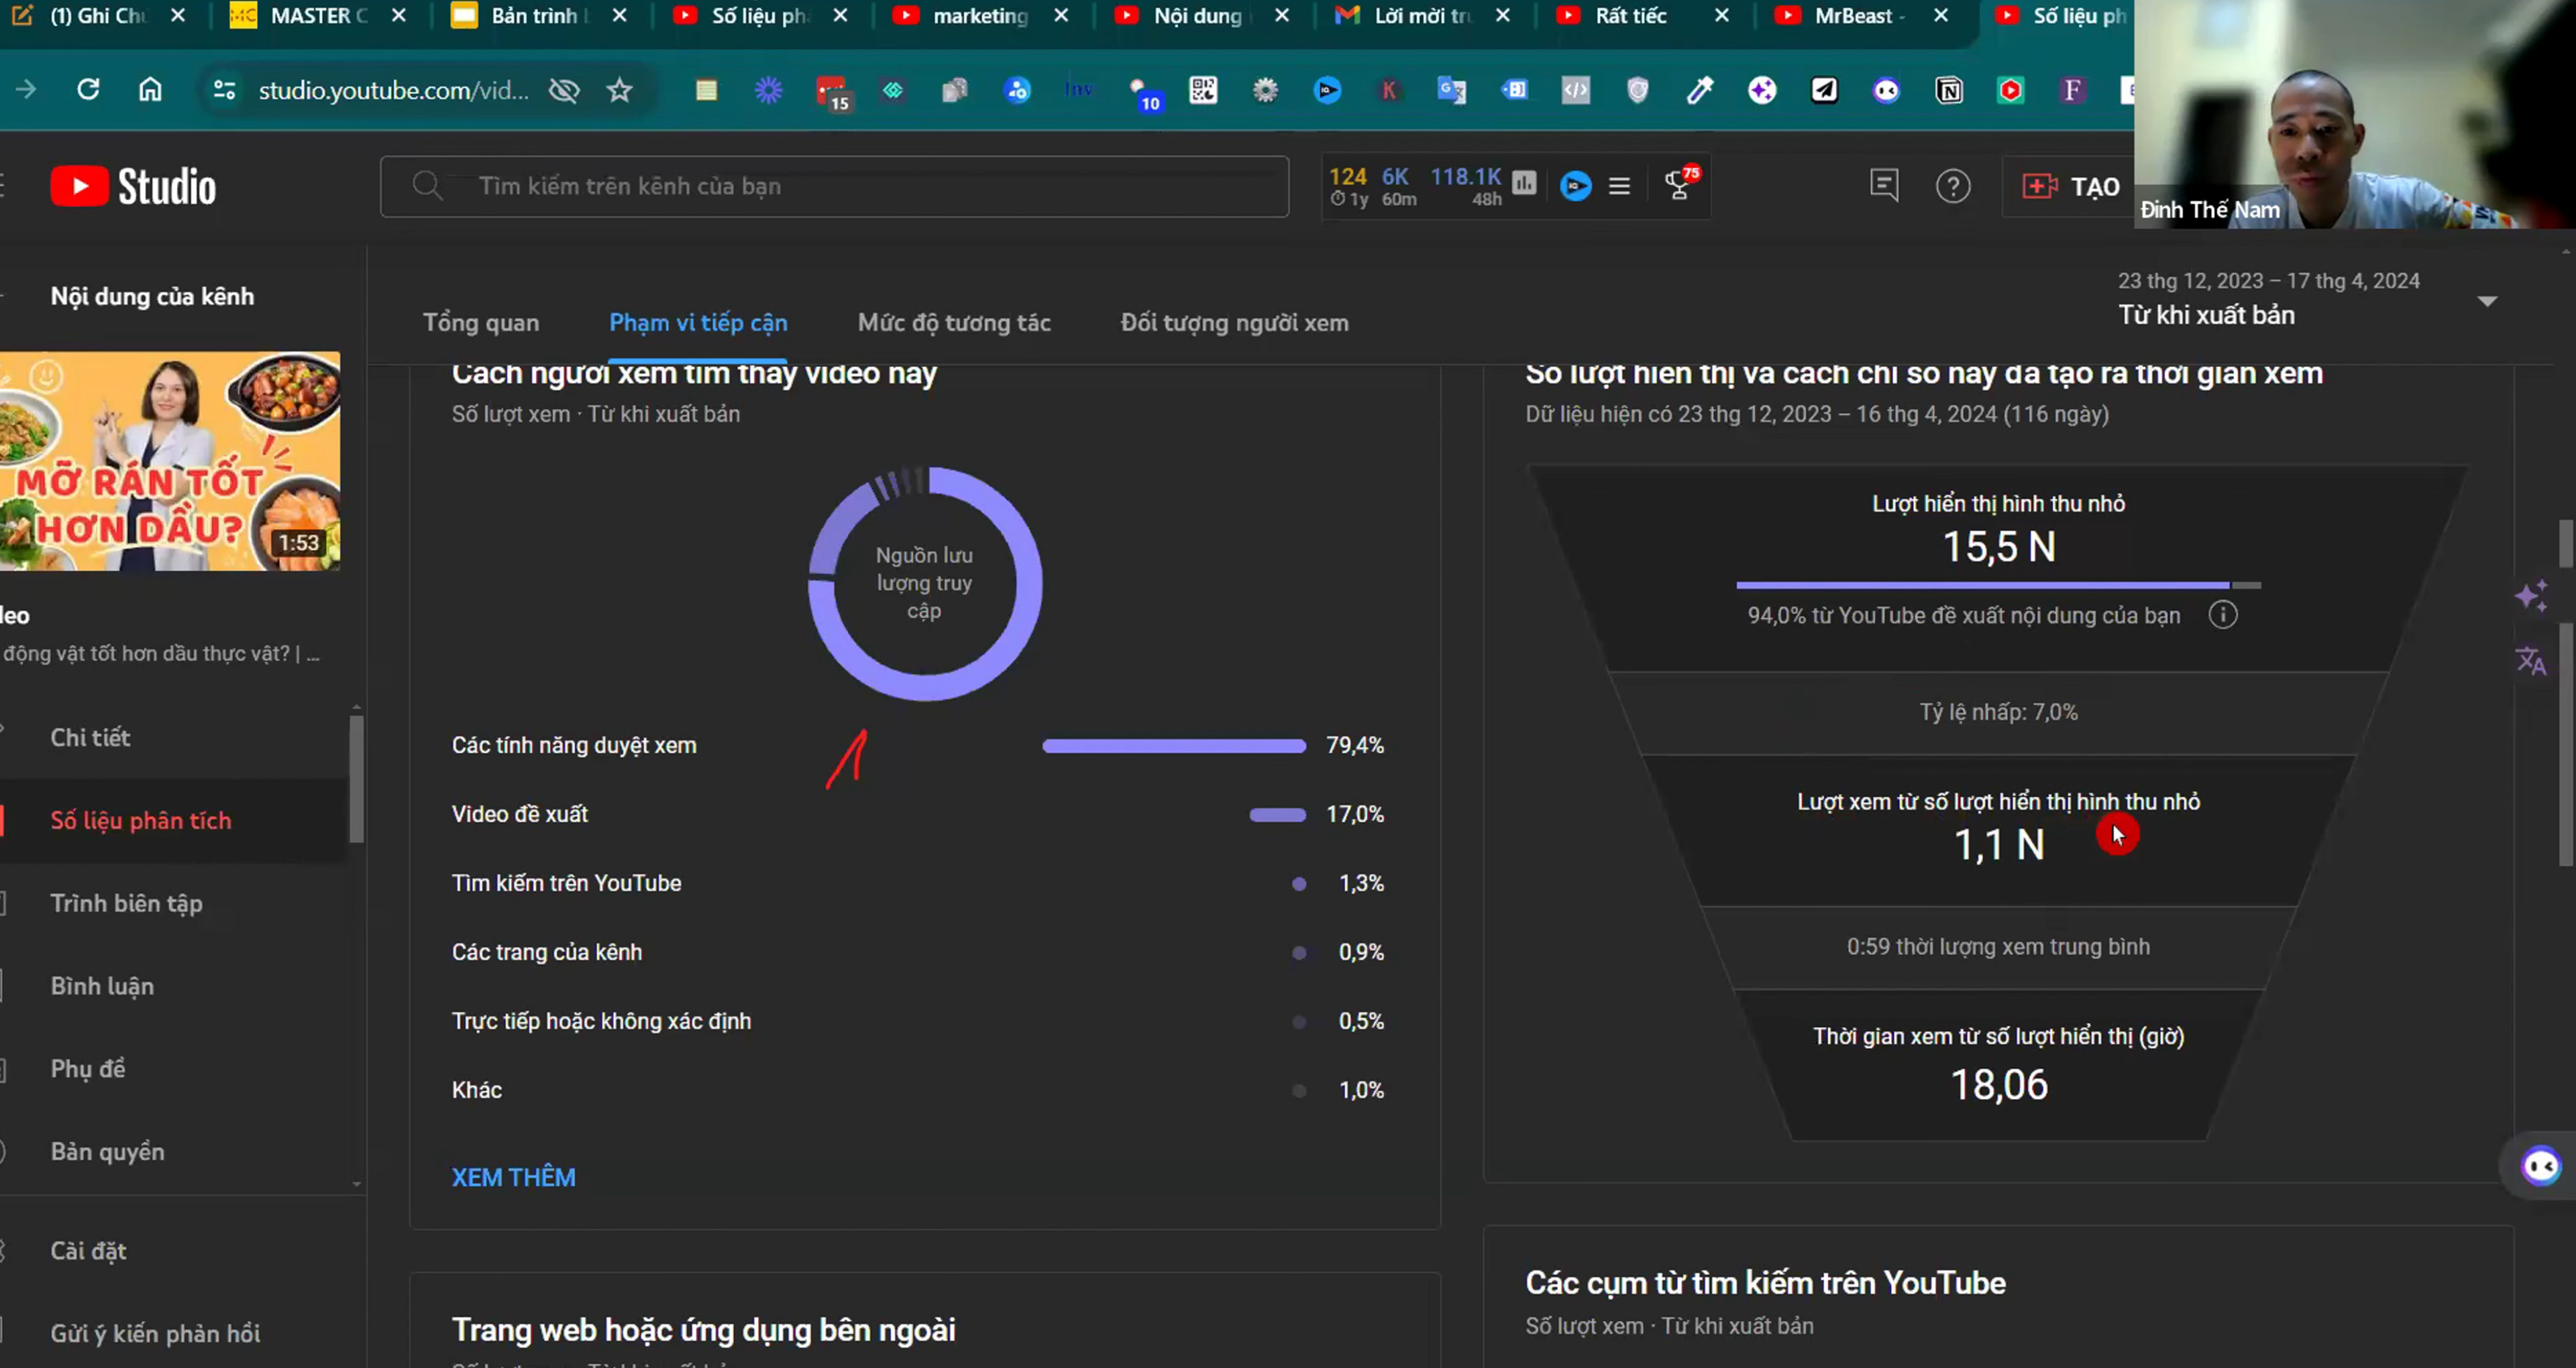 (1) Ghi Chú
MASTER C
Bản trình b
Số liệu ph
marketing
Nội dung
Lời mời tr
Rất tiếc
MrBeast -
Số liệu ph
studio.youtube.com/vid...
15
Inv
10
Studio
Tìm kiếm trên kênh của bạn
124 6K 118.1K
1y 60m 48h
75
TẠO
Đinh Thế Nam
Nội dung của kênh
MỠ RÁN TỐT
HƠN DẦU?
1:53
deo
động vật tốt hơn dầu thực vật? | ...
Chi tiết
Số liệu phân tích
Trình biên tập
Bình luận
Phụ đề
Bản quyền
Cài đặt
Gửi ý kiến phản hồi
Tổng quan
Phạm vi tiếp cận
Mức độ tương tác
Đối tượng người xem
23 thg 12, 2023 – 17 thg 4, 2024
Từ khi xuất bản
Cách người xem tìm thấy video này
Số lượt xem · Từ khi xuất bản
Nguồn lưu
lượng truy
cập
Các tính năng duyệt xem 79,4%
Video đề xuất 17,0%
Tìm kiếm trên YouTube 1,3%
Các trang của kênh 0,9%
Trực tiếp hoặc không xác định 0,5%
Khác 1,0%
XEM THÊM
Trang web hoặc ứng dụng bên ngoài
Số lượt hiển thị và cách chỉ số này đã tạo ra thời gian xem
Dữ liệu hiện có 23 thg 12, 2023 – 16 thg 4, 2024 (116 ngày)
Lượt hiển thị hình thu nhỏ
15,5 N
94,0% từ YouTube đề xuất nội dung của bạn
Tỷ lệ nhấp: 7,0%
Lượt xem từ số lượt hiển thị hình thu nhỏ
1,1 N
0:59 thời lượng xem trung bình
Thời gian xem từ số lượt hiển thị (giờ)
18,06
Các cụm từ tìm kiếm trên YouTube
Số lượt xem · Từ khi xuất bản